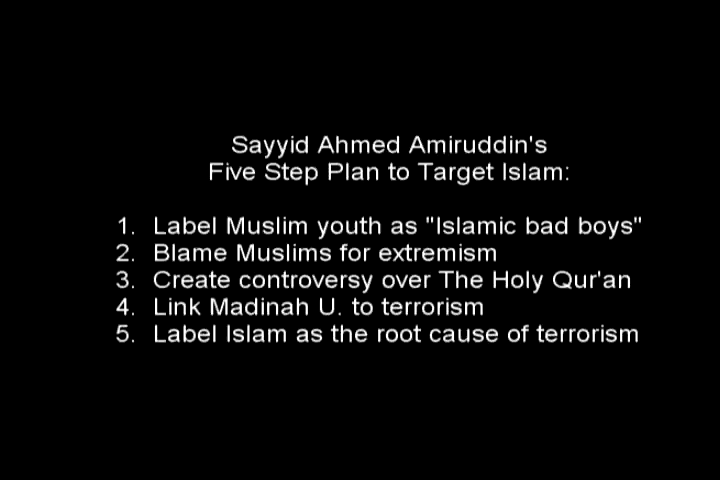 Sayyid Ahmed Amiruddin's
Five Step Plan to Target Islam:
1. Label Muslim youth as "Islamic bad boys"
2. Blame Muslims for extremism
3. Create controversy over The Holy Qur'an
4. Link Madinah U. to terrorism
5. Label Islam as the root cause of terrorism